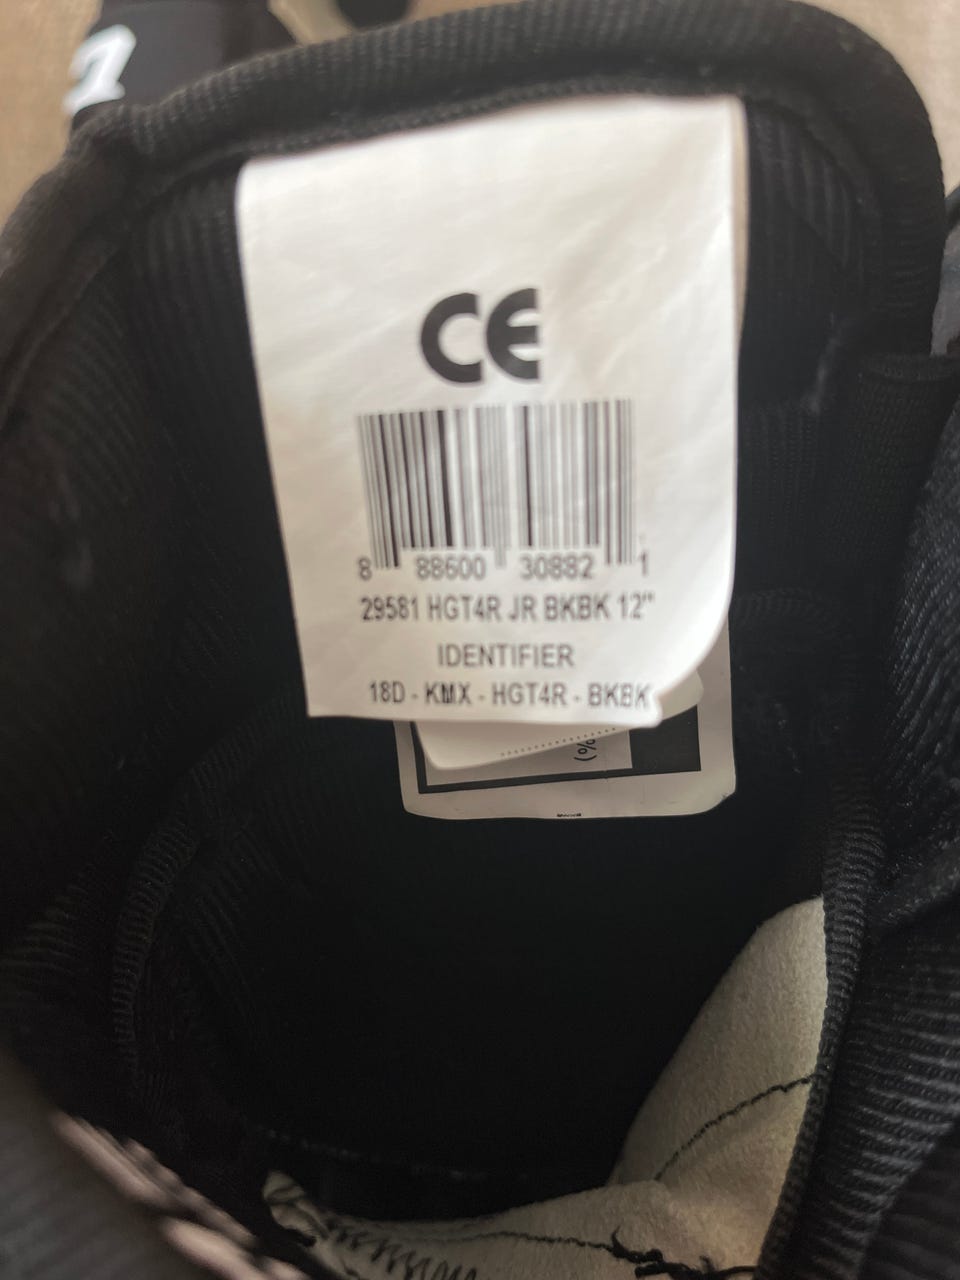 CE
8 88600 30882 1
29581 HGT4R JR BKBK 12"
IDENTIFIER
18D - KMX - HGT4R - BKBK
%)